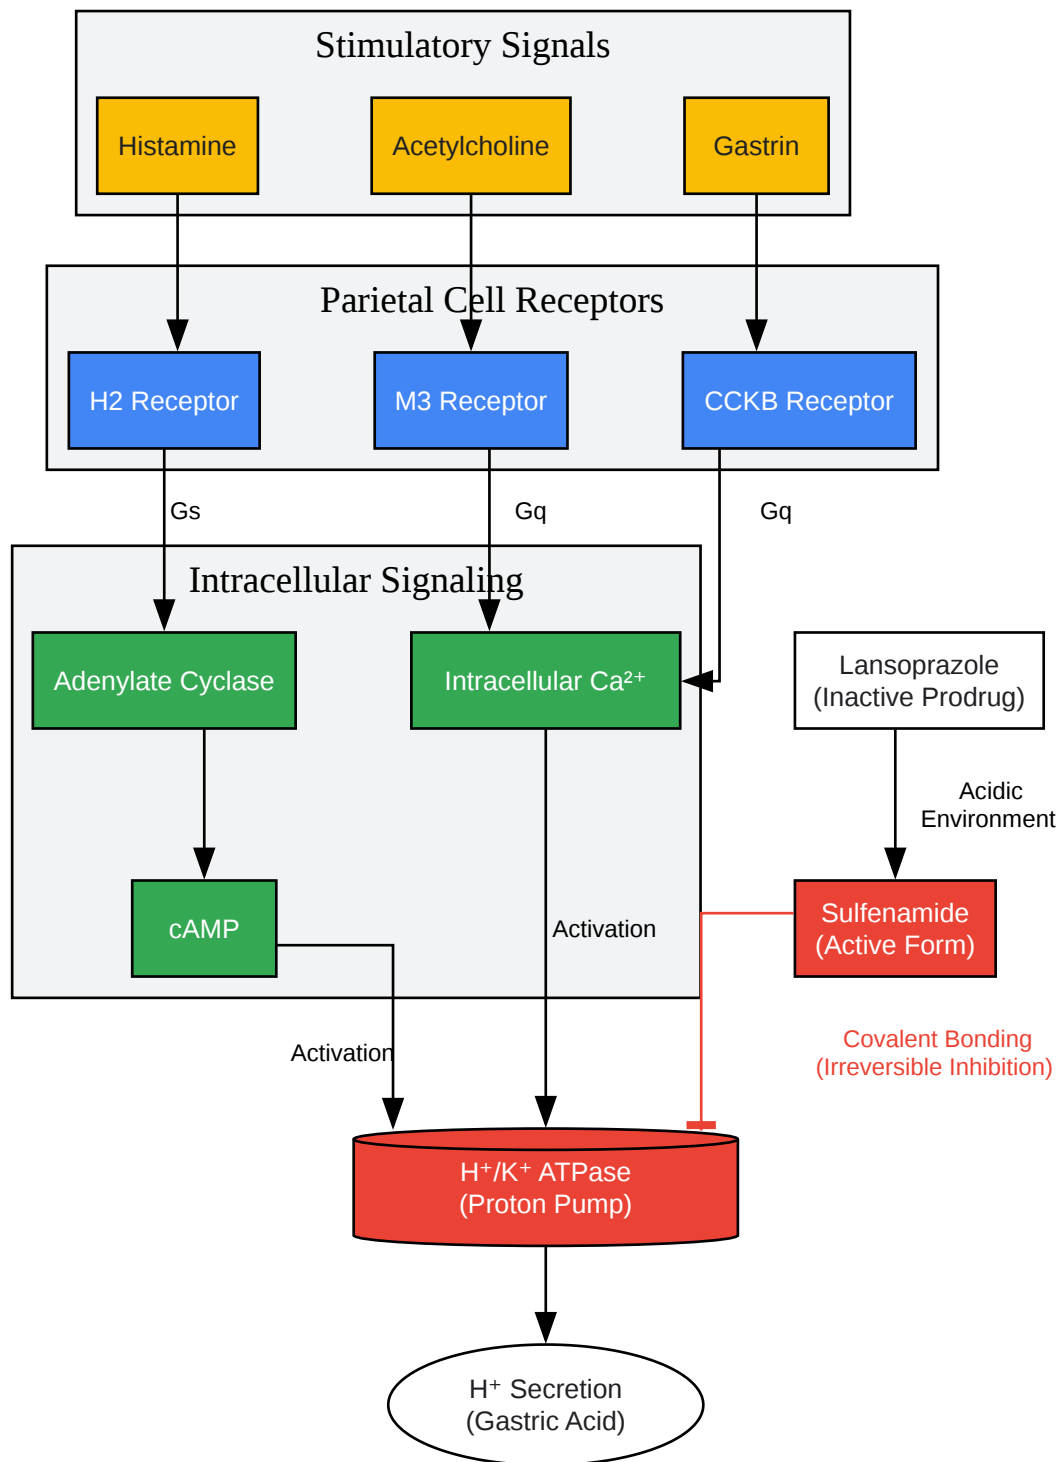 Stimulatory Signals
Histamine
Acetylcholine
Gastrin
Parietal Cell Receptors
H2 Receptor
M3 Receptor
CCKB Receptor
Gs
Gq
Gq
Intracellular Signaling
Adenylate Cyclase
Intracellular Ca²⁺
Lansoprazole
(Inactive Prodrug)
Acidic
Environment
cAMP
Activation
Sulfenamide
(Active Form)
Activation
Covalent Bonding
(Irreversible Inhibition)
H⁺/K⁺ ATPase
(Proton Pump)
H⁺ Secretion
(Gastric Acid)